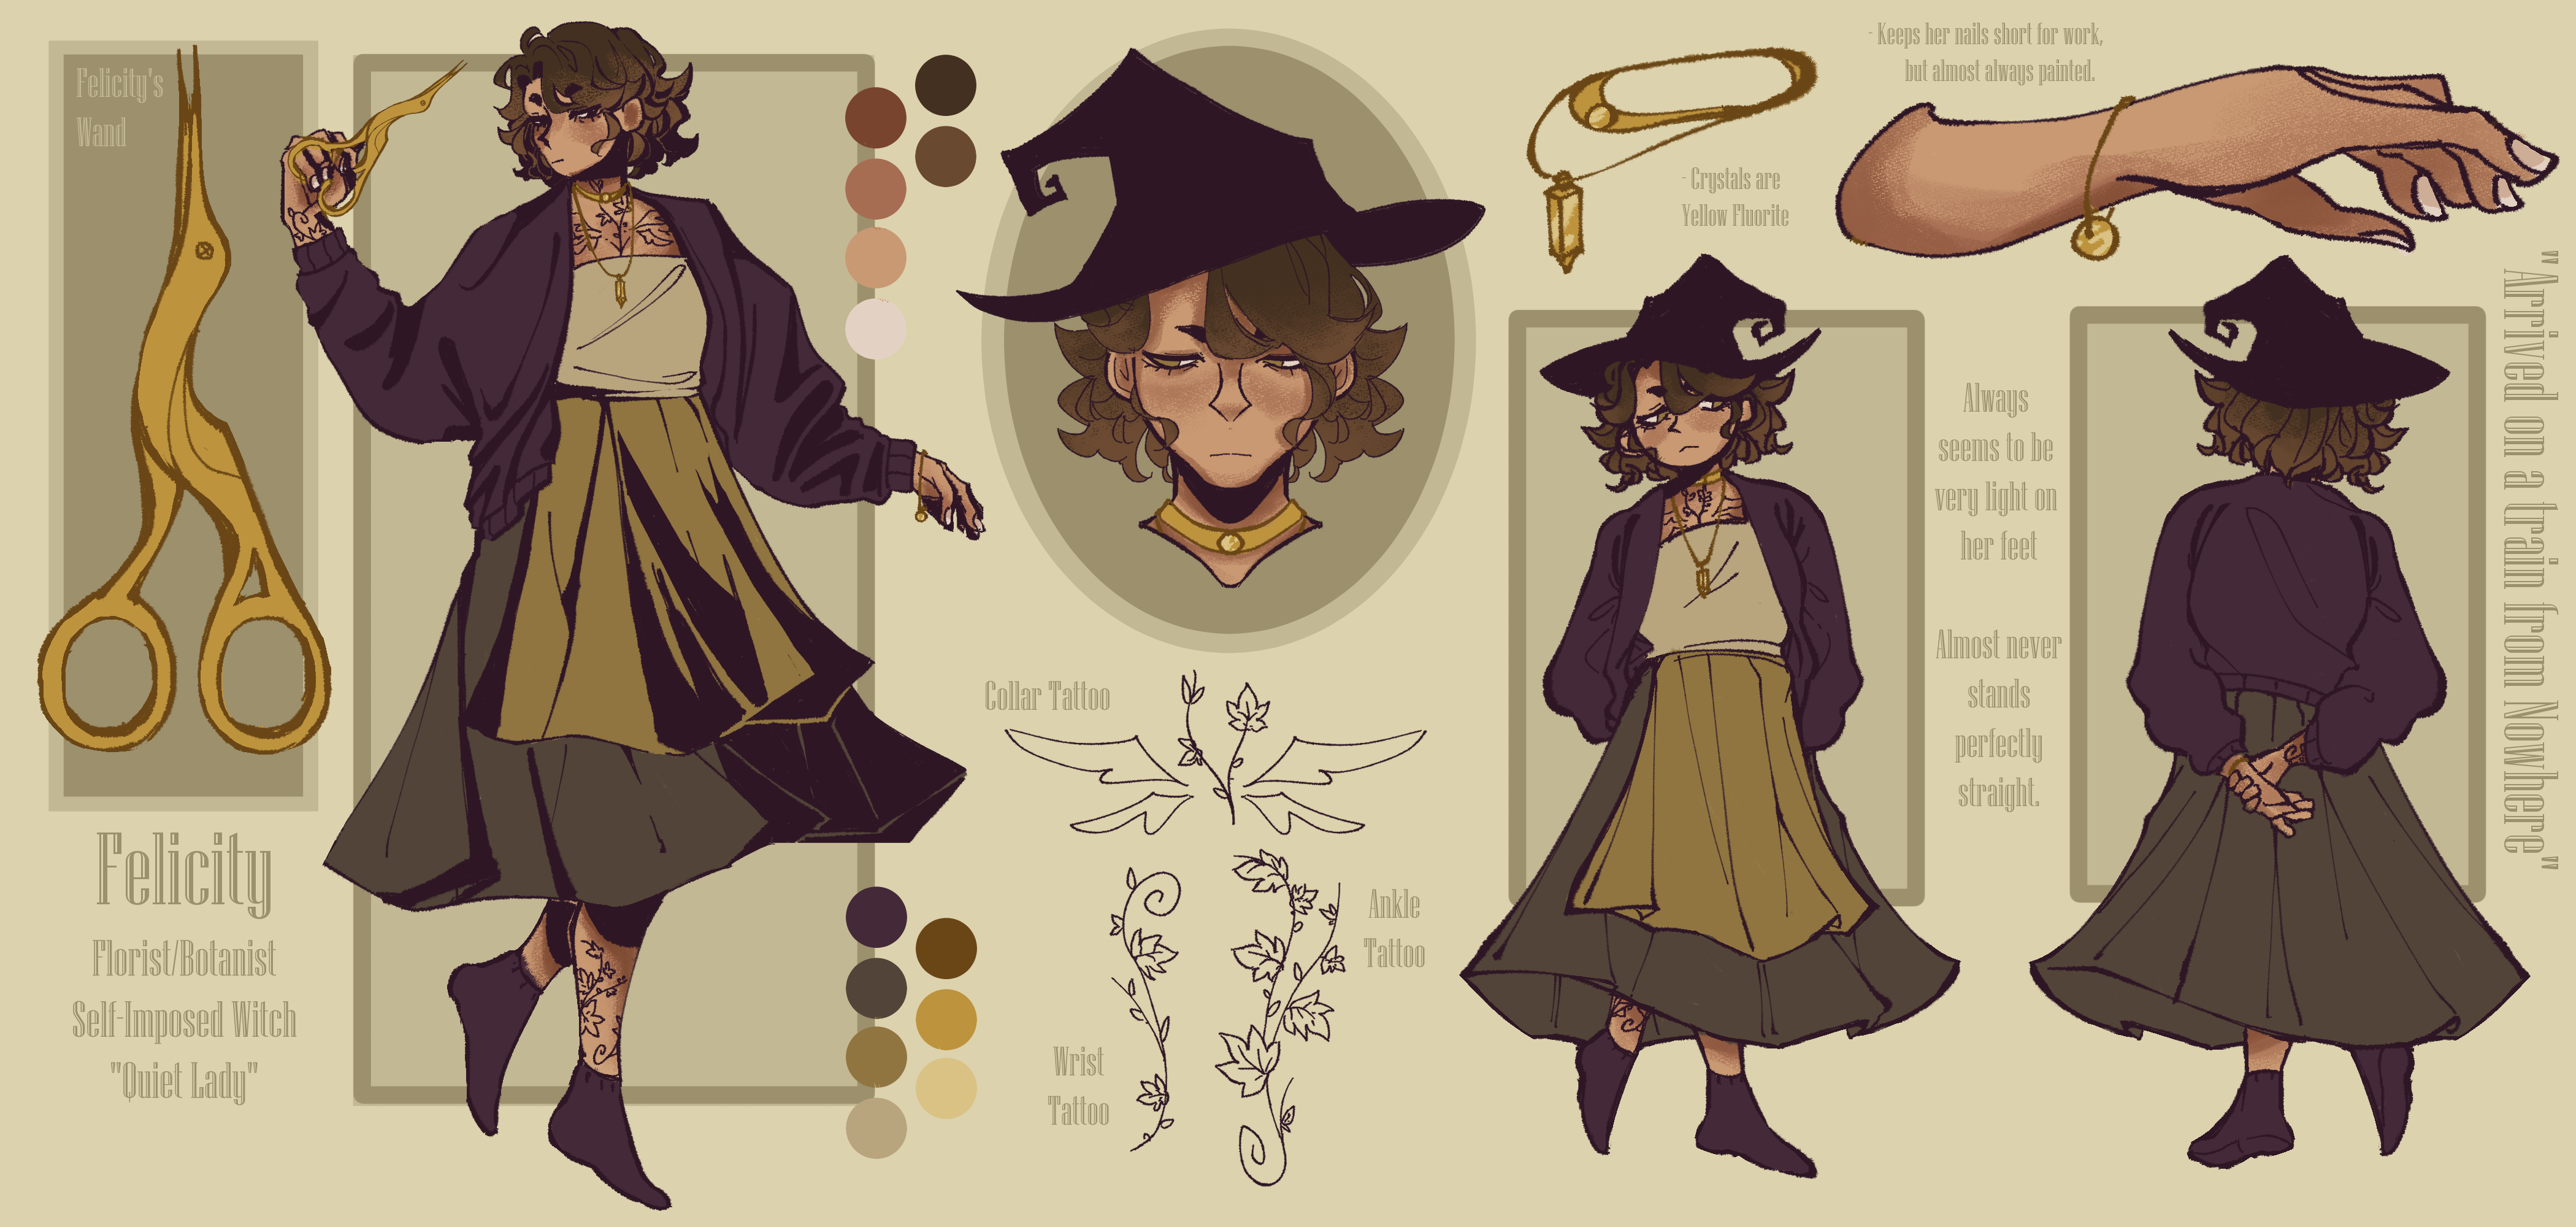 Felicity's
Wand
Felicity
Florist/Botanist
Self-Imposed Witch
"Quiet Lady"
Collar Tattoo
Wrist
Tattoo
Ankle
Tattoo
- Crystals are
Yellow Fluorite
- Keeps her nails short for work,
but almost always painted.
Always
seems to be
very light on
her feet
Almost never
stands
perfectly
straight.
"Arrived on a train from Nowhere"